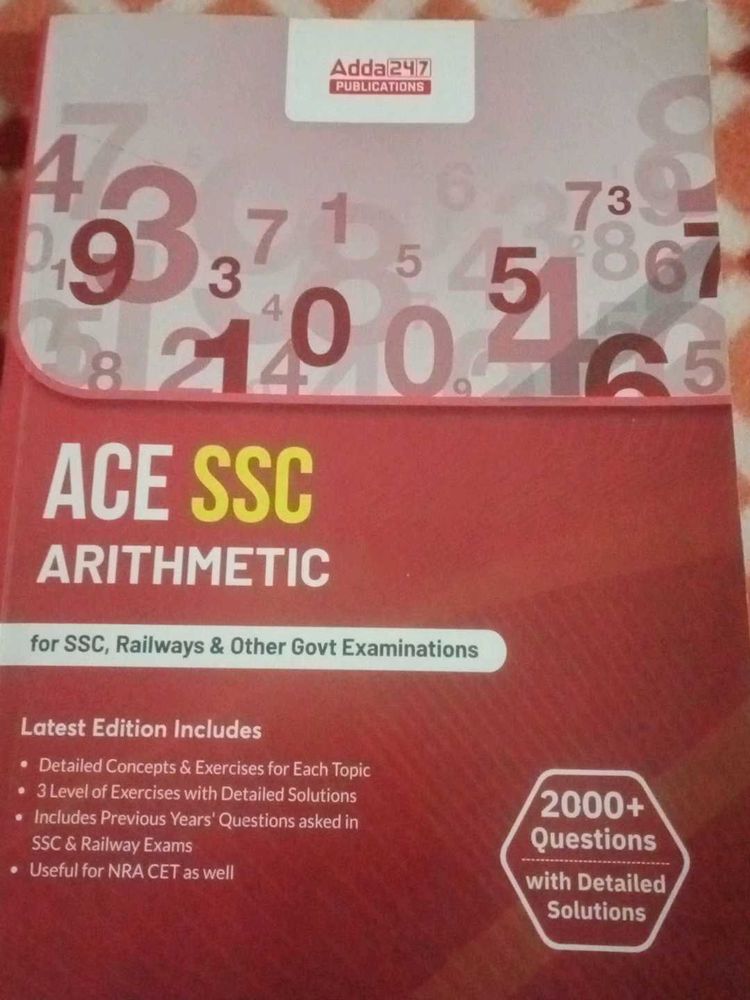 Adda247
PUBLICATIONS
ACE SSC
ARITHMETIC
for SSC, Railways & Other Govt Examinations
Latest Edition Includes
• Detailed Concepts & Exercises for Each Topic
• 3 Level of Exercises with Detailed Solutions
• Includes Previous Years' Questions asked in
SSC & Railway Exams
• Useful for NRA CET as well
2000+
Questions
with Detailed
Solutions